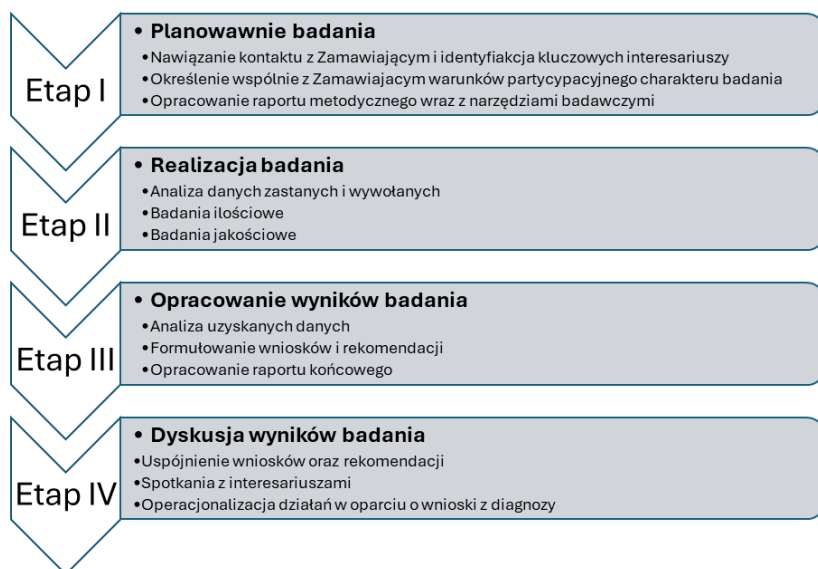 Etap I
• Planowawnie badania
•Nawiązanie kontaktu z Zamawiającym i identyfiakcja kluczowych interesariuszy
•Określenie wspólnie z Zamawiajacym warunków partycypacyjnego charakteru badania
•Opracowanie raportu metodycznego wraz z narzędziami badawczymi
Etap II
• Realizacja badania
•Analiza danych zastanych i wywołanych
•Badania ilościowe
•Badania jakościowe
Etap III
• Opracowanie wyników badania
•Analiza uzyskanych danych
•Formułowanie wniosków i rekomendacji
•Opracowanie raportu końcowego
Etap IV
• Dyskusja wyników badania
•Uspójnienie wniosków oraz rekomendacji
•Spotkania z interesariuszami
•Operacjonalizacja działań w oparciu o wnioski z diagnozy